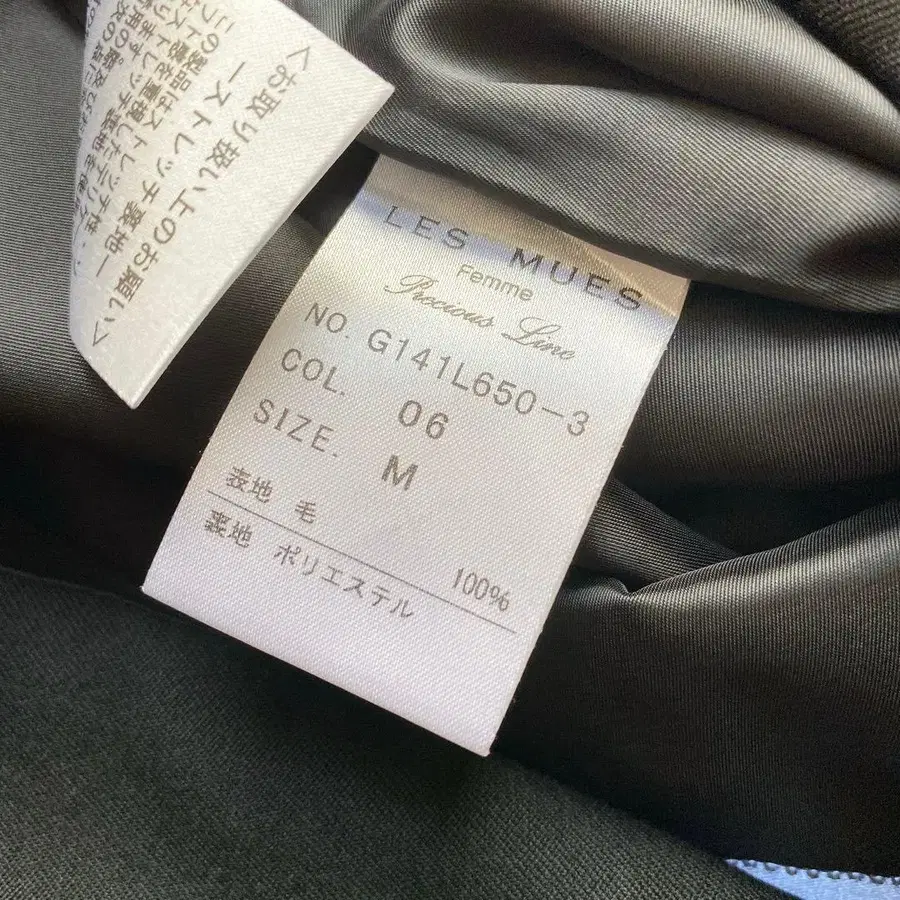 <お取り扱い上のお願い>
ーストレッチ裏地ー
LES MUES
Femme
Precious Line
NO. G141L650-3
COL. 06
SIZE. M
表地 毛 100%
裏地 ポリエステル